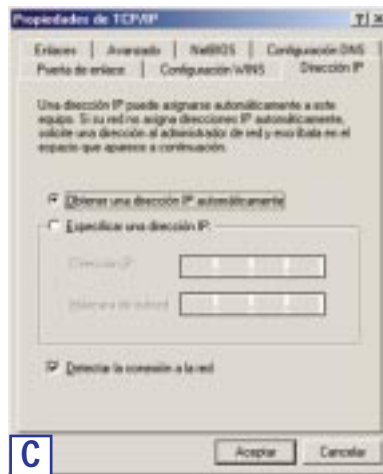 Propiedades de TCP/IP
Enlaces Avanzado NetBIOS Configuración DNS
Puerta de enlace Configuración WINS Dirección IP
Una dirección IP puede asignarse automáticamente a este
equipo. Si su red no asigna direcciones IP automáticamente,
solicite una dirección al administrador de red y escríbala en el
espacio que aparece a continuación.
Obtener una dirección IP automáticamente
Especificar una dirección IP:
Dirección IP:
Máscara de subred:
Detectar la conexión a la red
Aceptar Cancelar
C